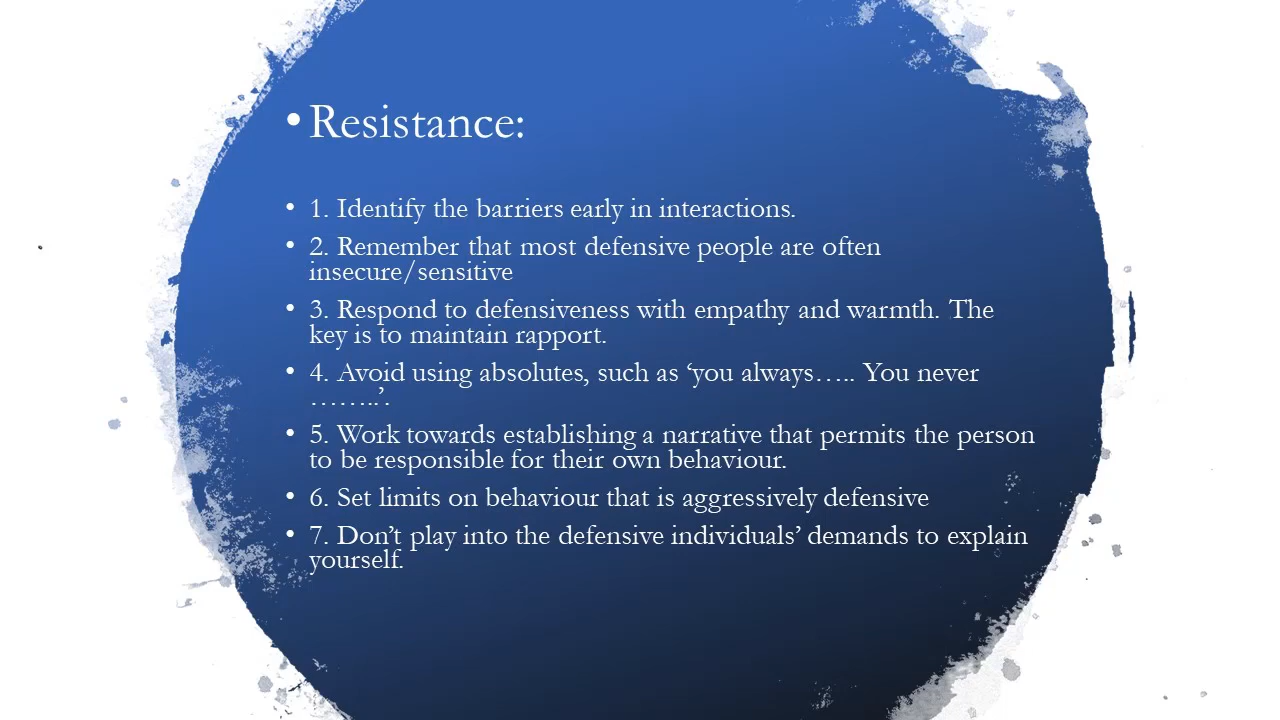 • Resistance:
• 1. Identify the barriers early in interactions.
• 2. Remember that most defensive people are often
insecure/sensitive
• 3. Respond to defensiveness with empathy and warmth. The
key is to maintain rapport.
• 4. Avoid using absolutes, such as ‘you always….. You never
……..’.
• 5. Work towards establishing a narrative that permits the person
to be responsible for their own behaviour.
• 6. Set limits on behaviour that is aggressively defensive
• 7. Don’t play into the defensive individuals’ demands to explain
yourself.